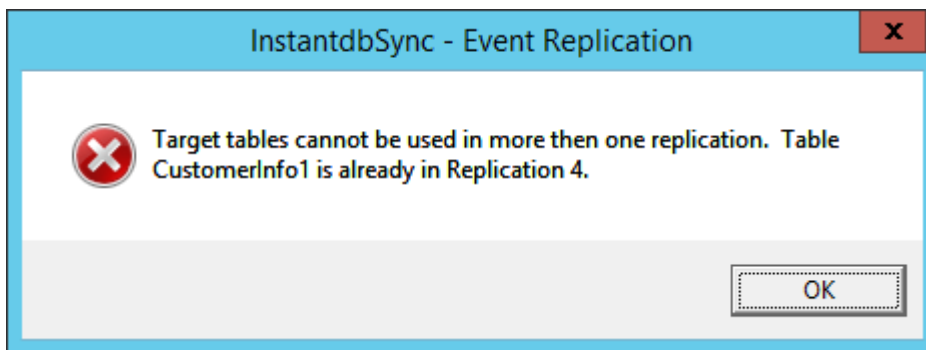 InstantdbSync - Event Replication
x
Target tables cannot be used in more then one replication.  Table
CustomerInfo1 is already in Replication 4.
OK